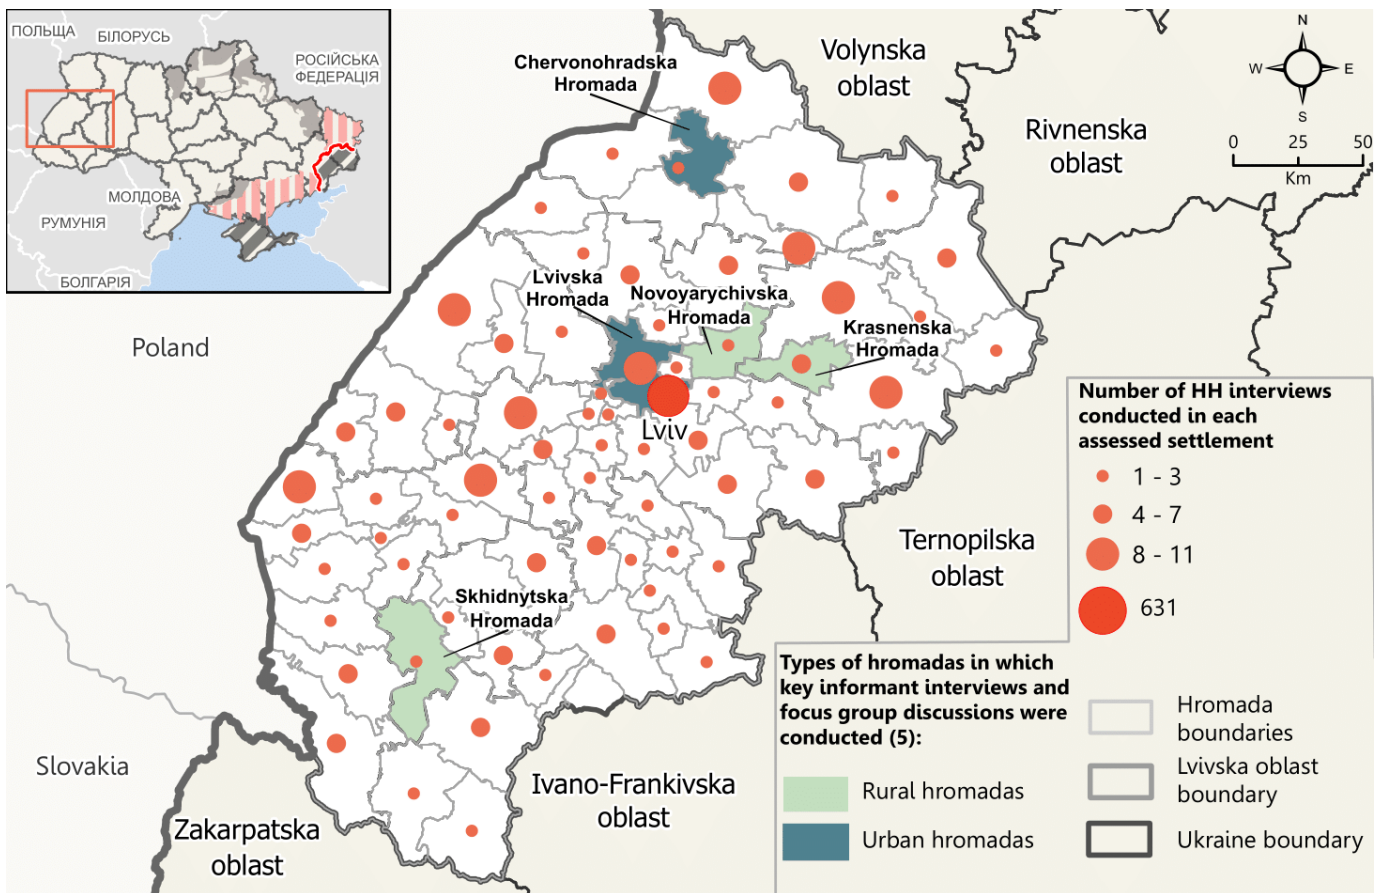 ПОЛЬЩА
БІЛОРУСЬ
РОСІЙСЬКА
ФЕДЕРАЦІЯ
МОЛДОВА
РУМУНІЯ
БОЛГАРІЯ
Chervonohradska
Hromada
Volynska
oblast
Rivnenska
oblast
N
W
E
S
0
25
50
Km
Lvivska
Hromada
Novoyarychivska
Hromada
Krasnenska
Hromada
Poland
Lviv
Ternopilska
oblast
Skhidnytska
Hromada
Slovakia
Zakarpatska
oblast
Ivano-Frankivska
oblast
Number of HH interviews
conducted in each
assessed settlement
1 - 3
4 - 7
8 - 11
631
Types of hromadas in which
key informant interviews and
focus group discussions were
conducted (5):
Rural hromadas
Urban hromadas
Hromada
boundaries
Lvivska oblast
boundary
Ukraine boundary